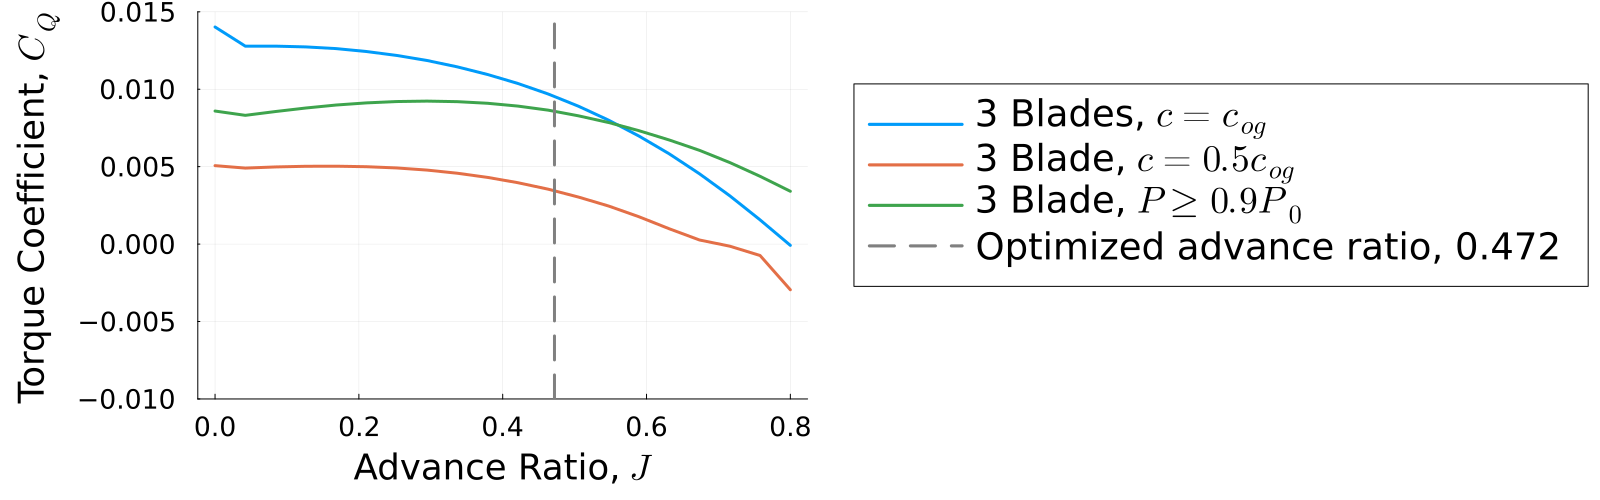 Torque Coefficient, C_Q
0.015
0.010
0.005
0.000
−0.005
−0.010
0.0 0.2 0.4 0.6 0.8
Advance Ratio, J
3 Blades, c = c_og
3 Blade, c = 0.5c_og
3 Blade, P ≥ 0.9P_0
Optimized advance ratio, 0.472